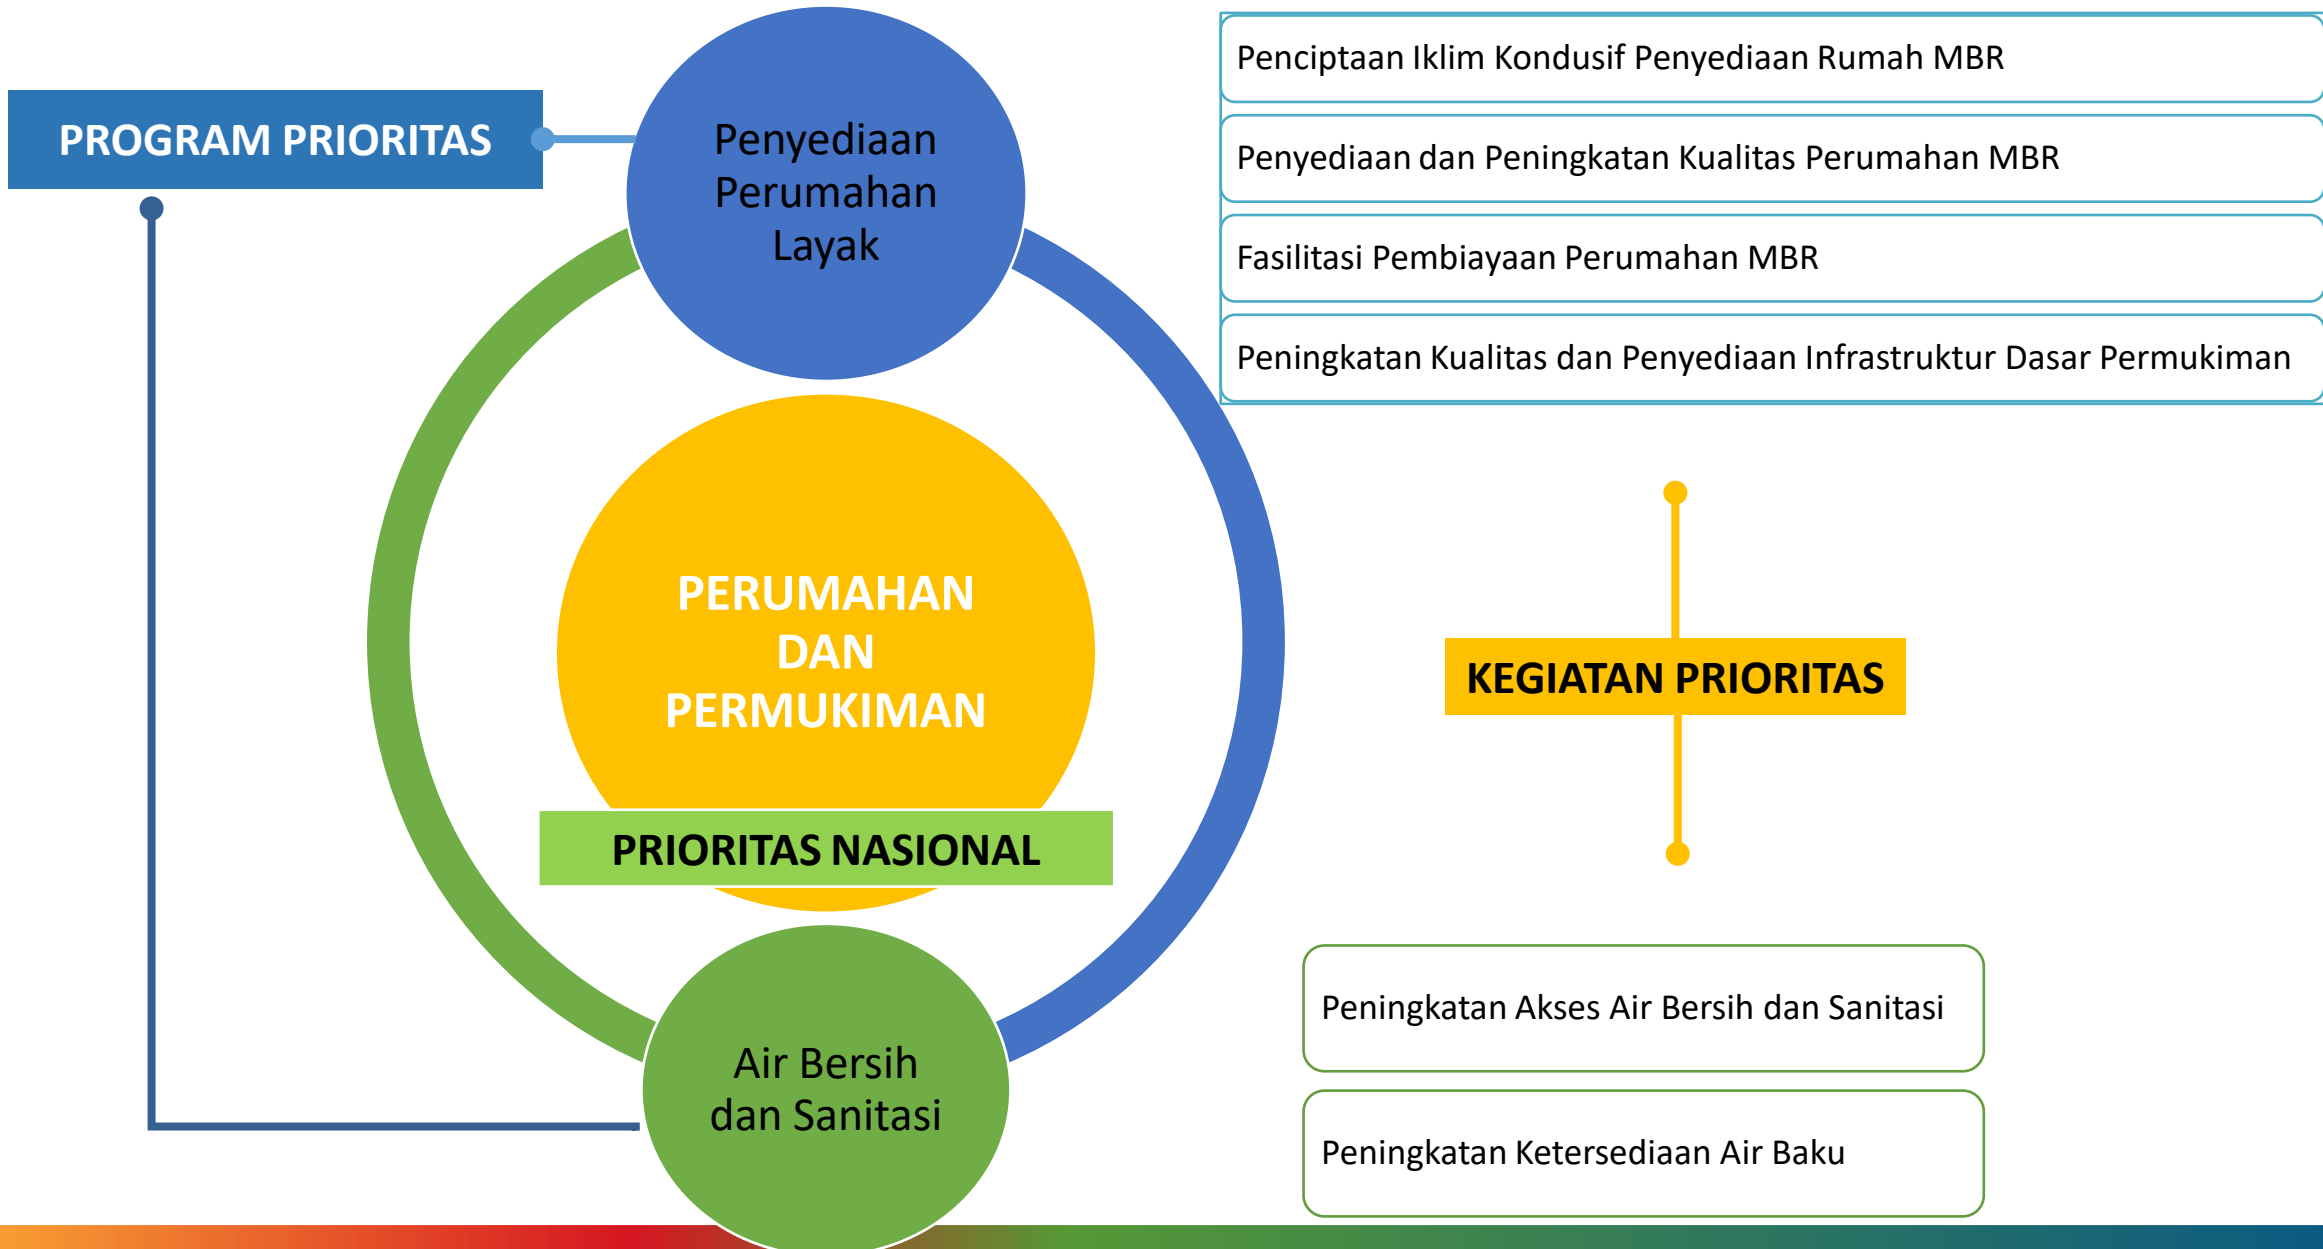 PROGRAM PRIORITAS
Penyediaan
Perumahan
Layak
Penciptaan Iklim Kondusif Penyediaan Rumah MBR
Penyediaan dan Peningkatan Kualitas Perumahan MBR
Fasilitasi Pembiayaan Perumahan MBR
Peningkatan Kualitas dan Penyediaan Infrastruktur Dasar Permukiman
PERUMAHAN
DAN
PERMUKIMAN
PRIORITAS NASIONAL
KEGIATAN PRIORITAS
Air Bersih
dan Sanitasi
Peningkatan Akses Air Bersih dan Sanitasi
Peningkatan Ketersediaan Air Baku